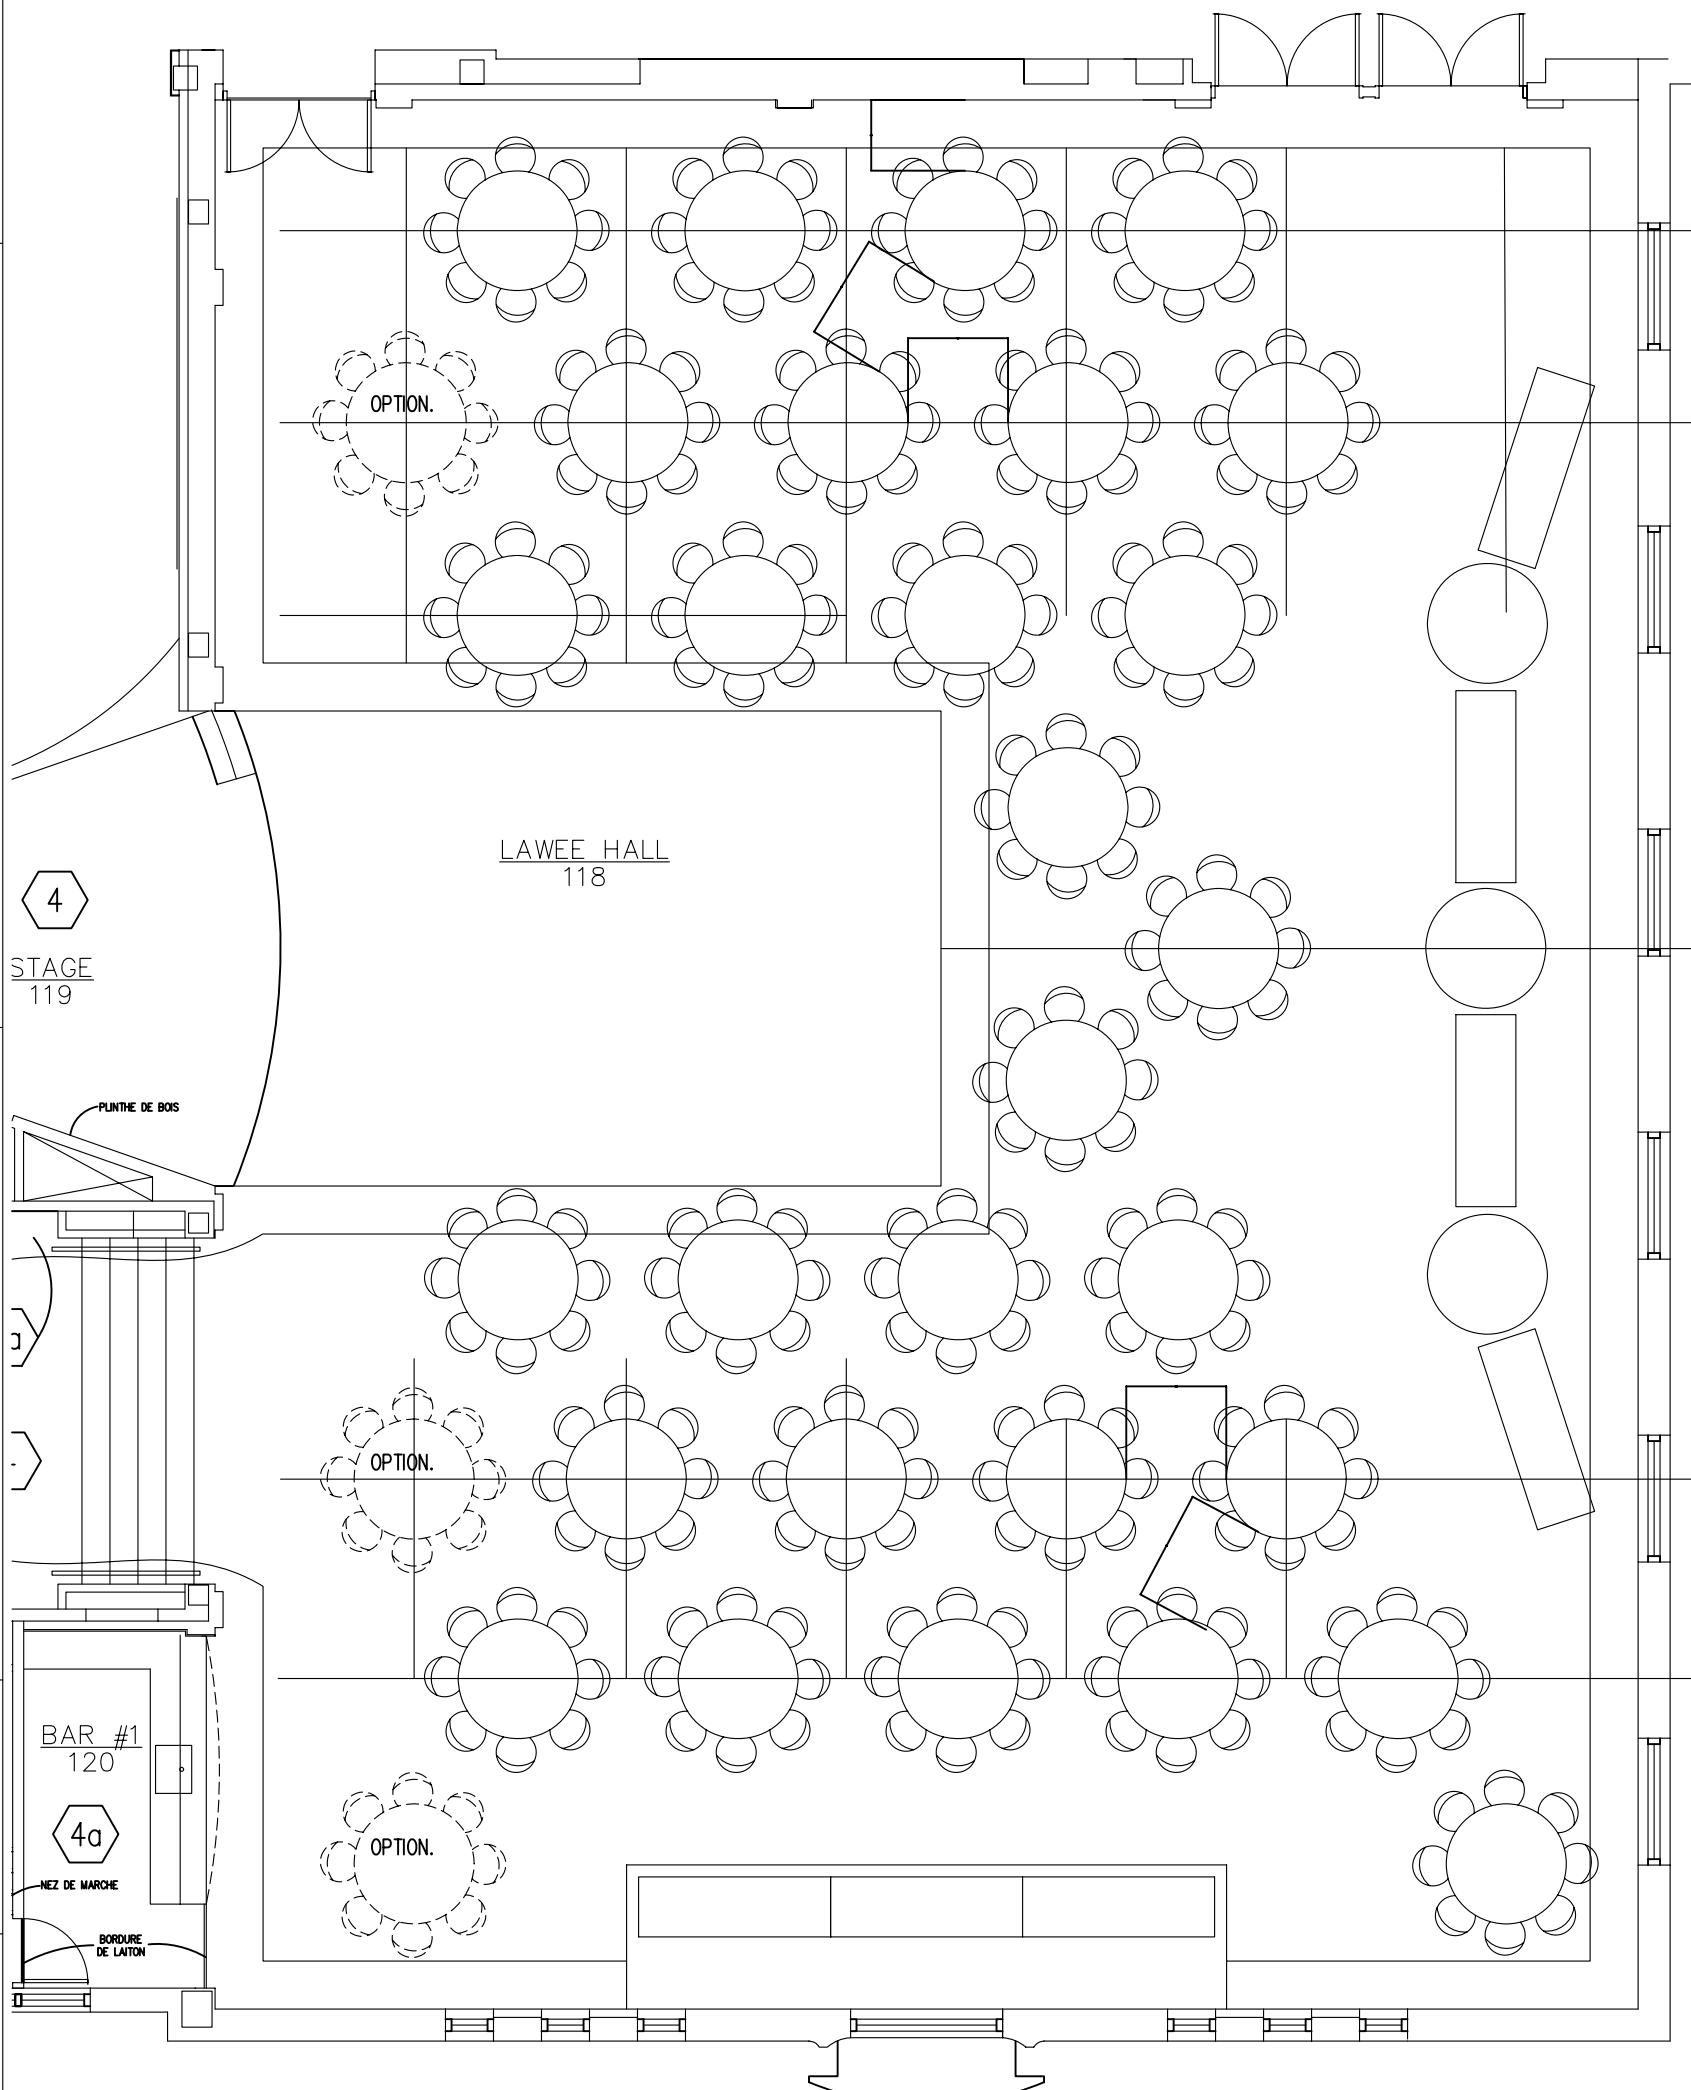 OPTION.
LAWEE HALL
118
4
STAGE
119
PLINTHE DE BOIS
a
OPTION.
BAR #1
120
4a
OPTION.
NEZ DE MARCHE
BORDURE
DE LAITON